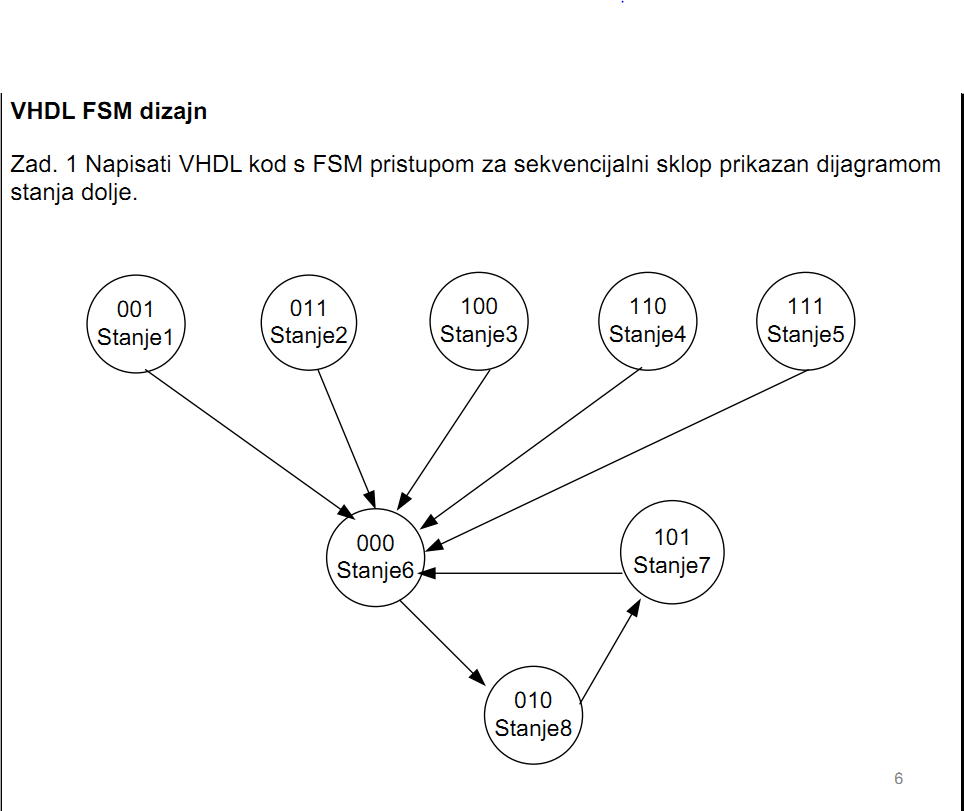 VHDL FSM dizajn
Zad. 1 Napisati VHDL kod s FSM pristupom za sekvencijalni sklop prikazan dijagramom
stanja dolje.
001
Stanje1
011
Stanje2
100
Stanje3
110
Stanje4
111
Stanje5
000
Stanje6
101
Stanje7
010
Stanje8
6